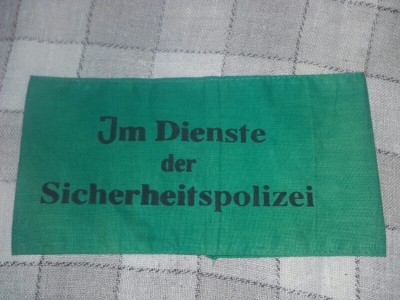 Im Dienste
der
Sicherheitspolizei